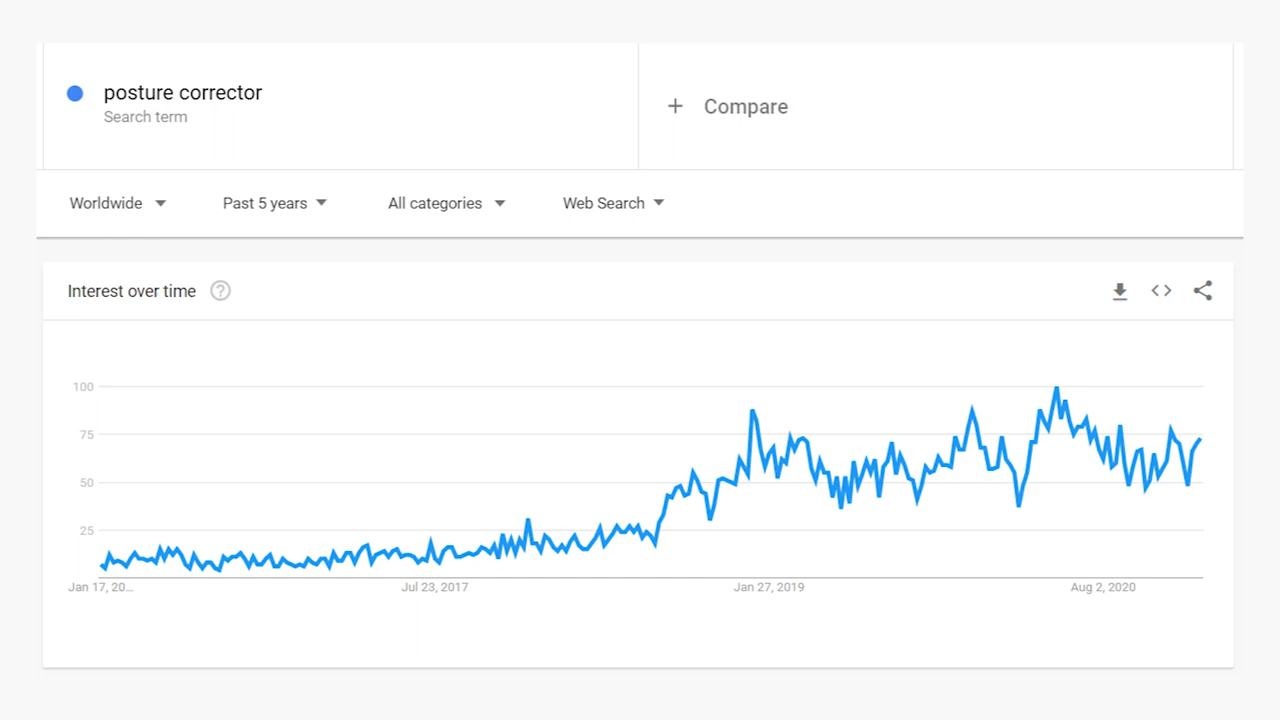 posture corrector
Search term
+ Compare
Worldwide
Past 5 years
All categories
Web Search
Interest over time ?
100
75
50
25
Jan 17, 20...
Jul 23, 2017
Jan 27, 2019
Aug 2, 2020